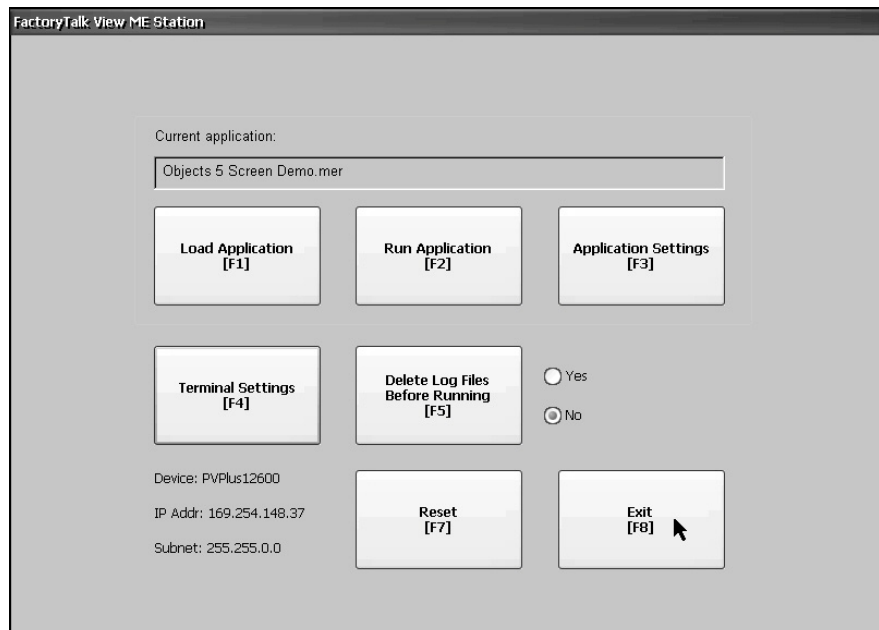 FactoryTalk View ME Station
Current application:
Objects 5 Screen Demo.mer
Load Application
[F1]
Run Application
[F2]
Application Settings
[F3]
Terminal Settings
[F4]
Delete Log Files
Before Running
[F5]
Yes
No
Device: PVPlus12600
IP Addr: 169.254.148.37
Subnet: 255.255.0.0
Reset
[F7]
Exit
[F8]